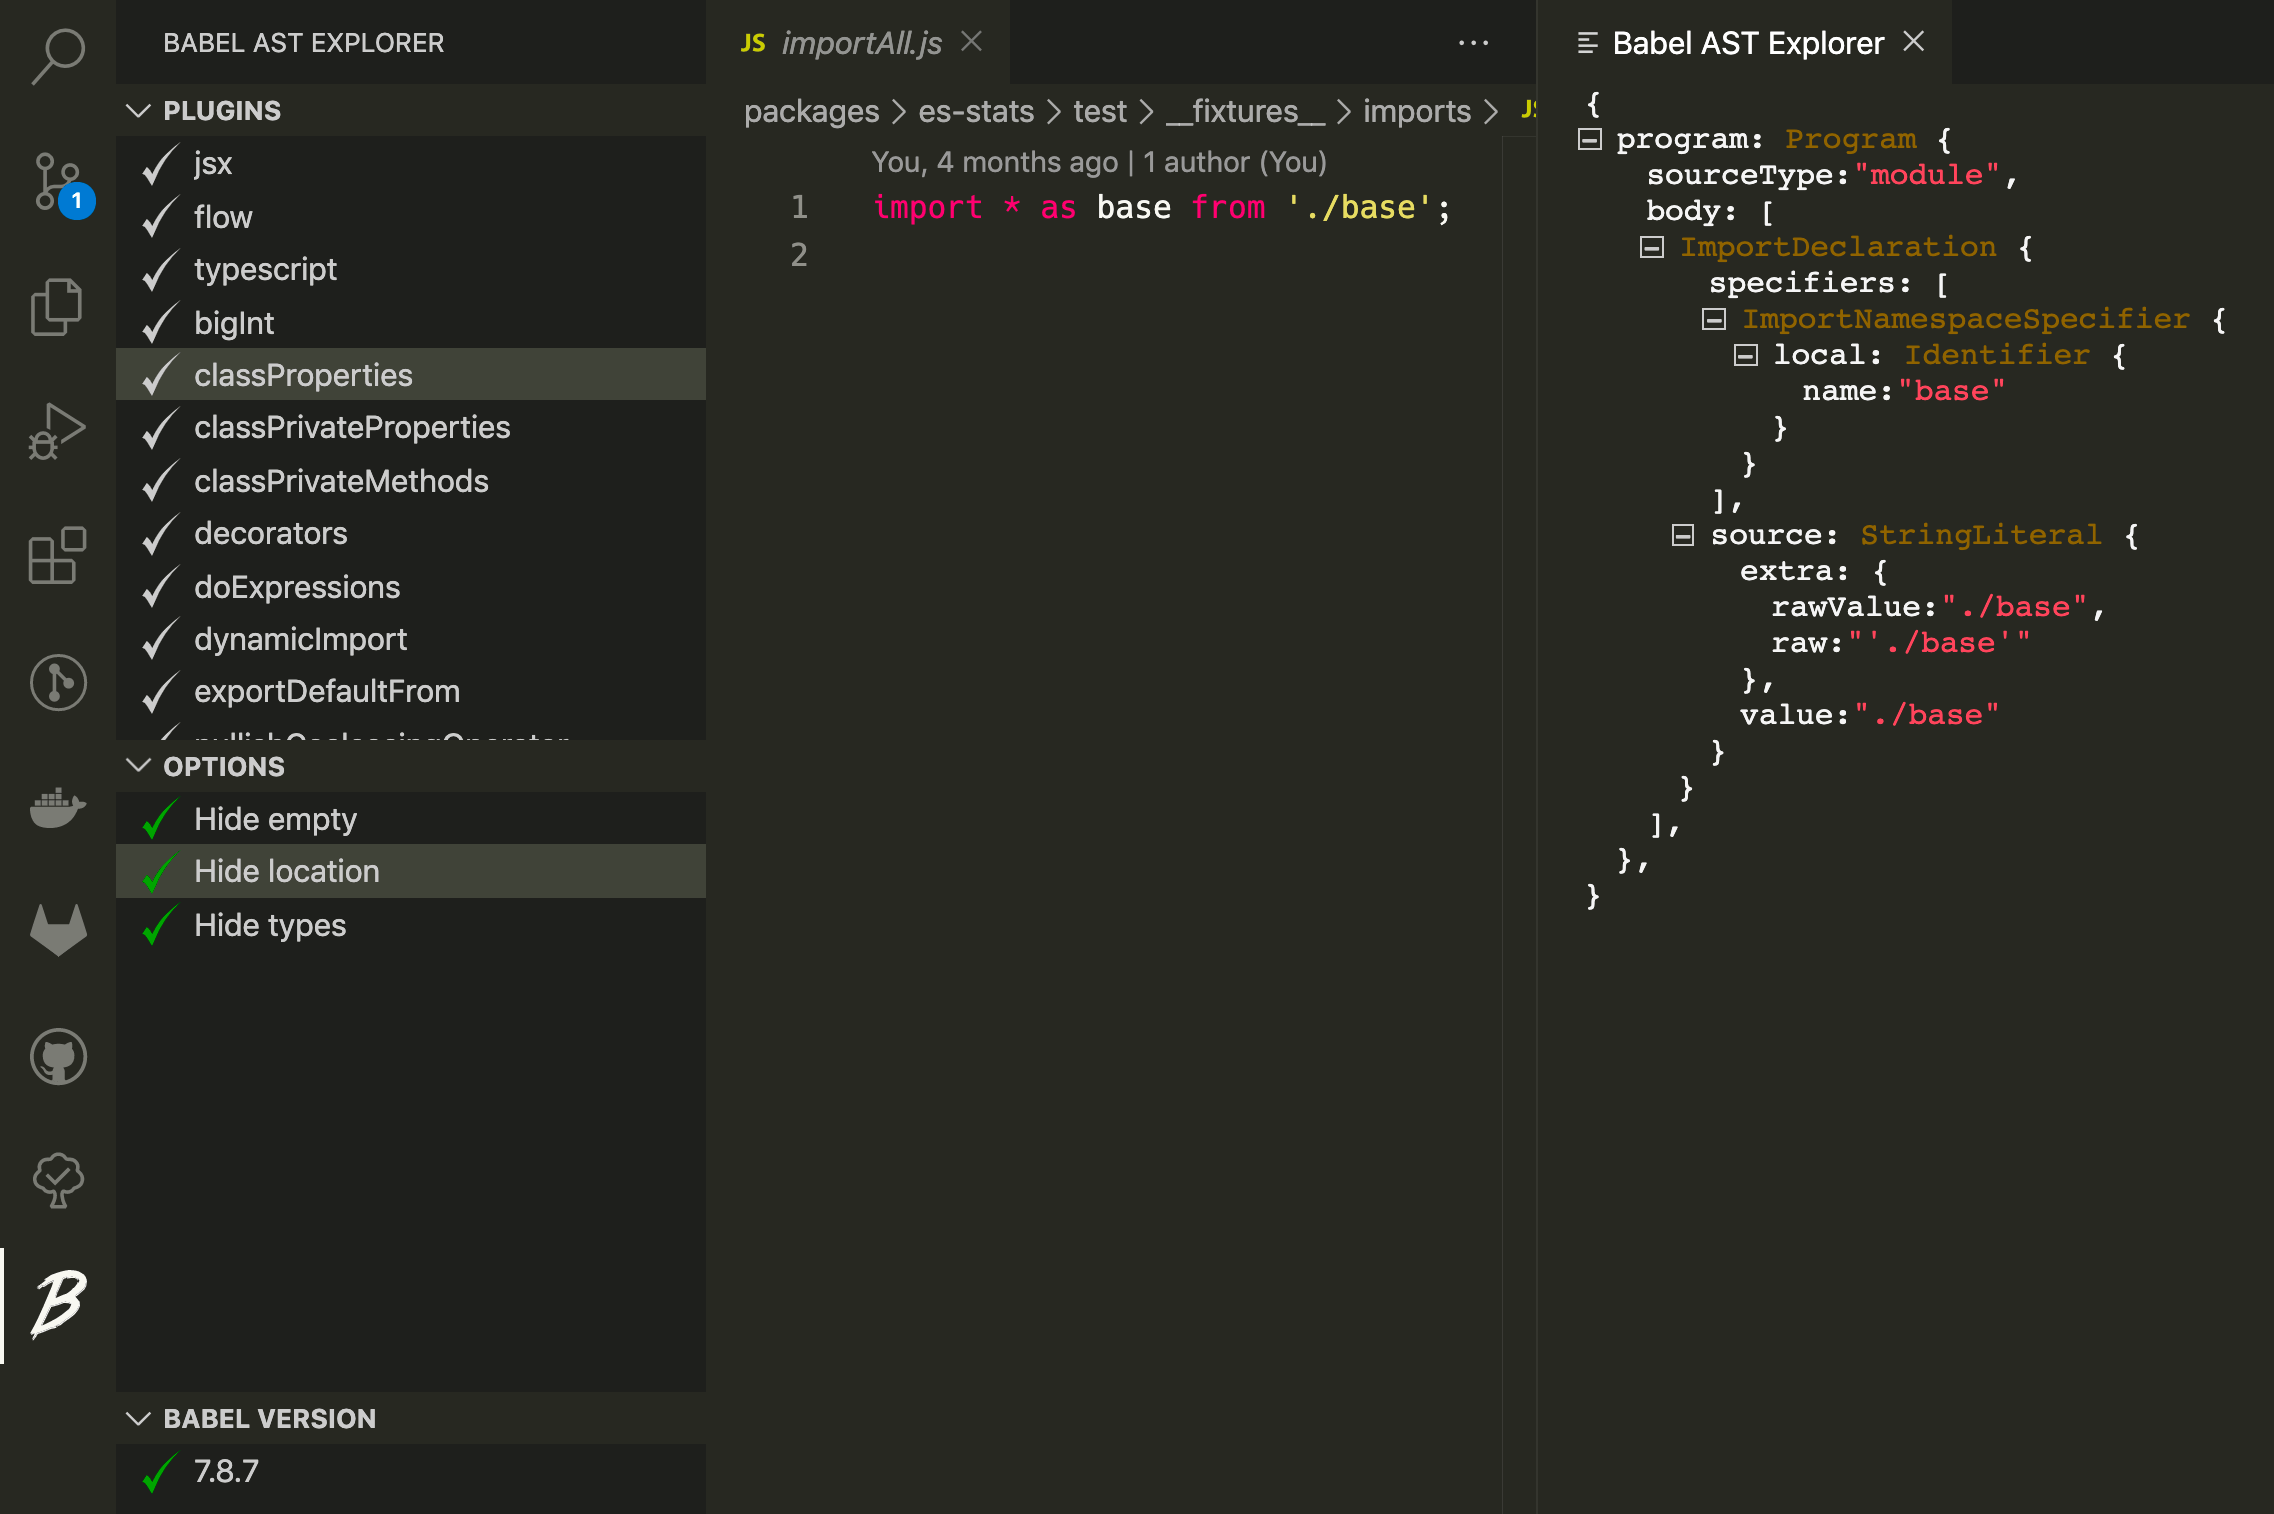 BABEL AST EXPLORER
PLUGINS
jsx
flow
typescript
bigInt
classProperties
classPrivateProperties
classPrivateMethods
decorators
doExpressions
dynamicImport
exportDefaultFrom
OPTIONS
Hide empty
Hide location
Hide types
BABEL VERSION
7.8.7
1
JS importAll.js
packages > es-stats > test > __fixtures__ > imports > JS
You, 4 months ago | 1 author (You)
1 import * as base from './base';
2
Babel AST Explorer
{
program: Program {
sourceType:"module",
body: [
ImportDeclaration {
specifiers: [
ImportNamespaceSpecifier {
local: Identifier {
name:"base"
}
}
],
source: StringLiteral {
extra: {
rawValue:"./base",
raw:"'./base'"
},
value:"./base"
}
}
],
},
}